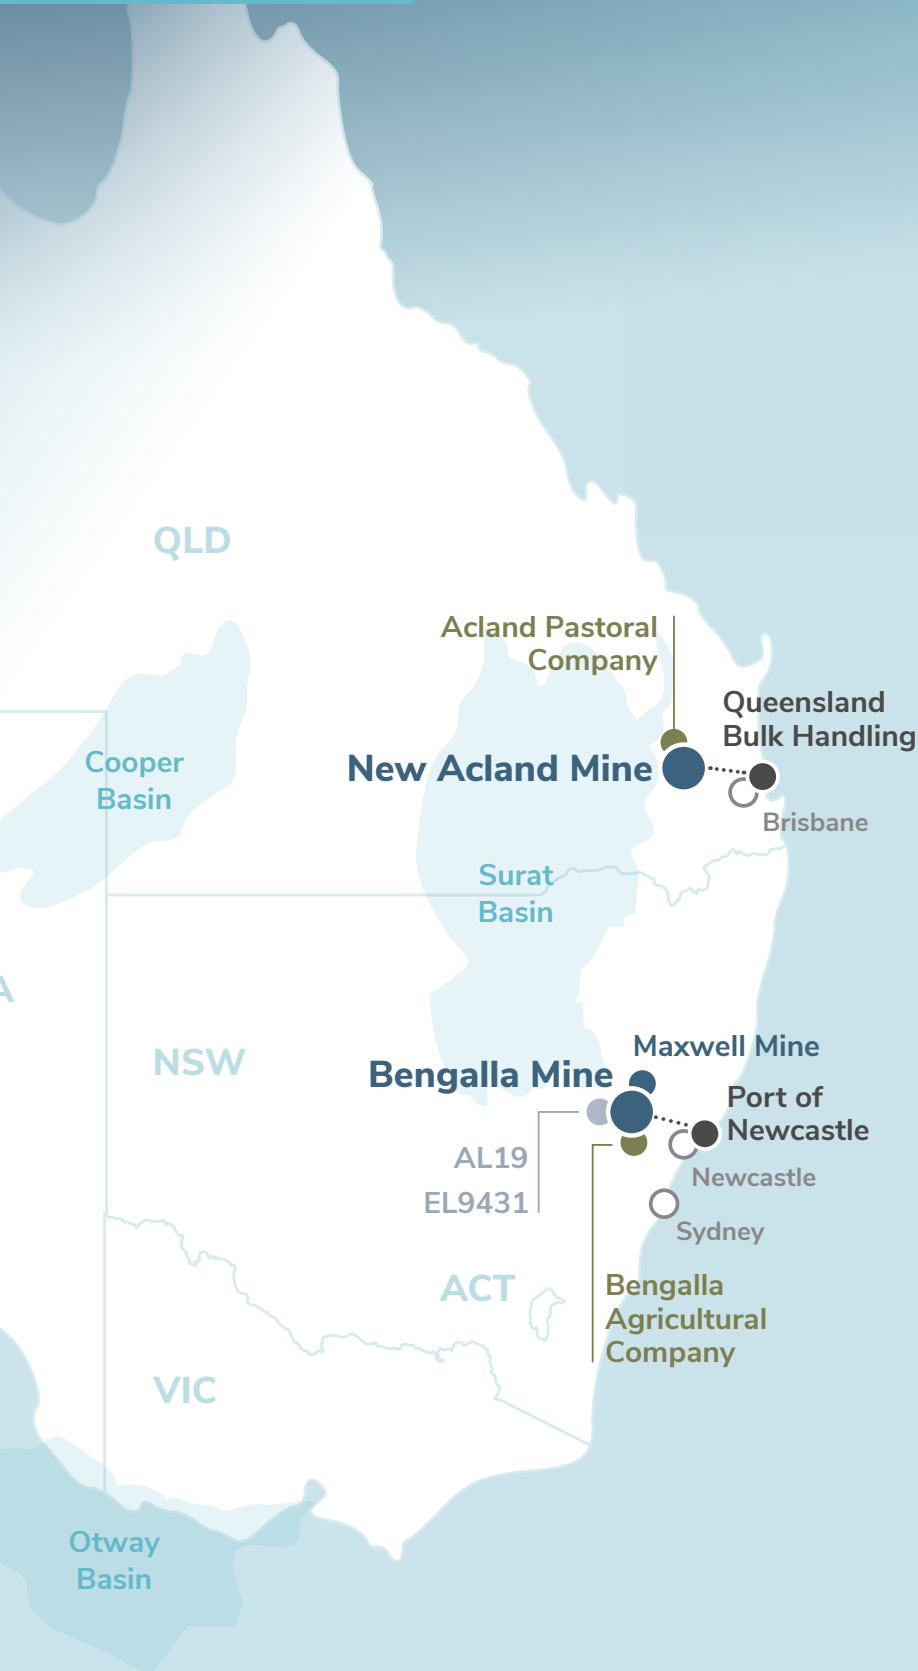 QLD
Acland Pastoral
Company
Queensland
Bulk Handling
New Acland Mine
Cooper
Basin
Brisbane
Surat
Basin
A
NSW
Maxwell Mine
Bengalla Mine
Port of
Newcastle
AL19
Newcastle
EL9431
Sydney
ACT
Bengalla
Agricultural
Company
VIC
Otway
Basin